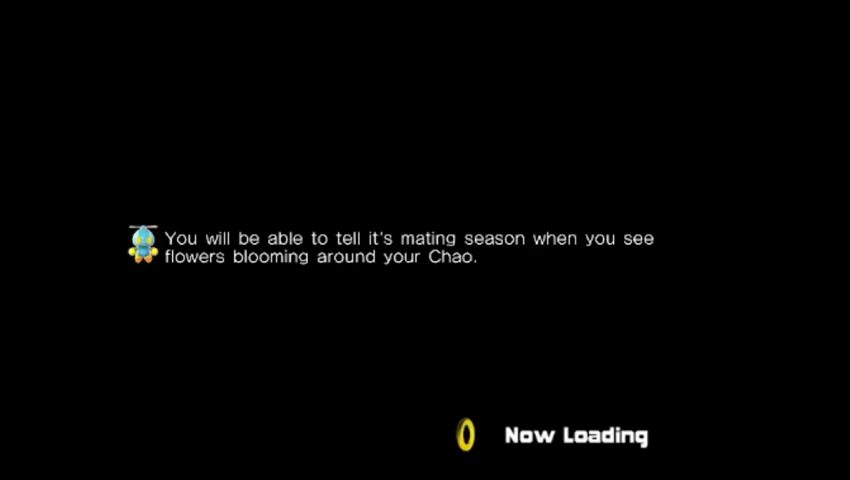 You will be able to tell it's mating season when you see
flowers blooming around your Chao.
Now Loading